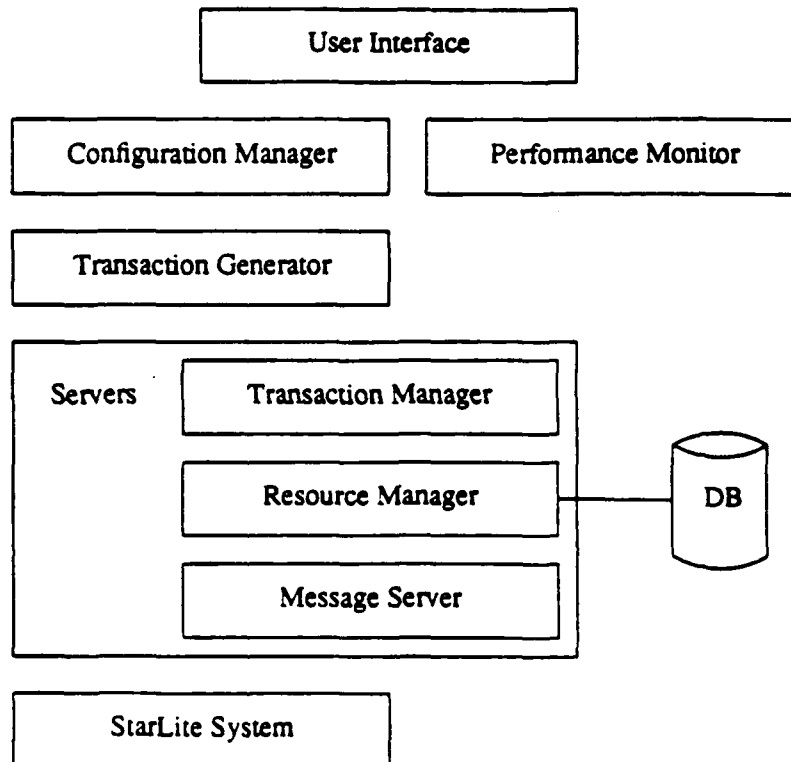 User Interface
Configuration Manager
Performance Monitor
Transaction Generator
Servers
Transaction Manager
Resource Manager
DB
Message Server
StarLite System